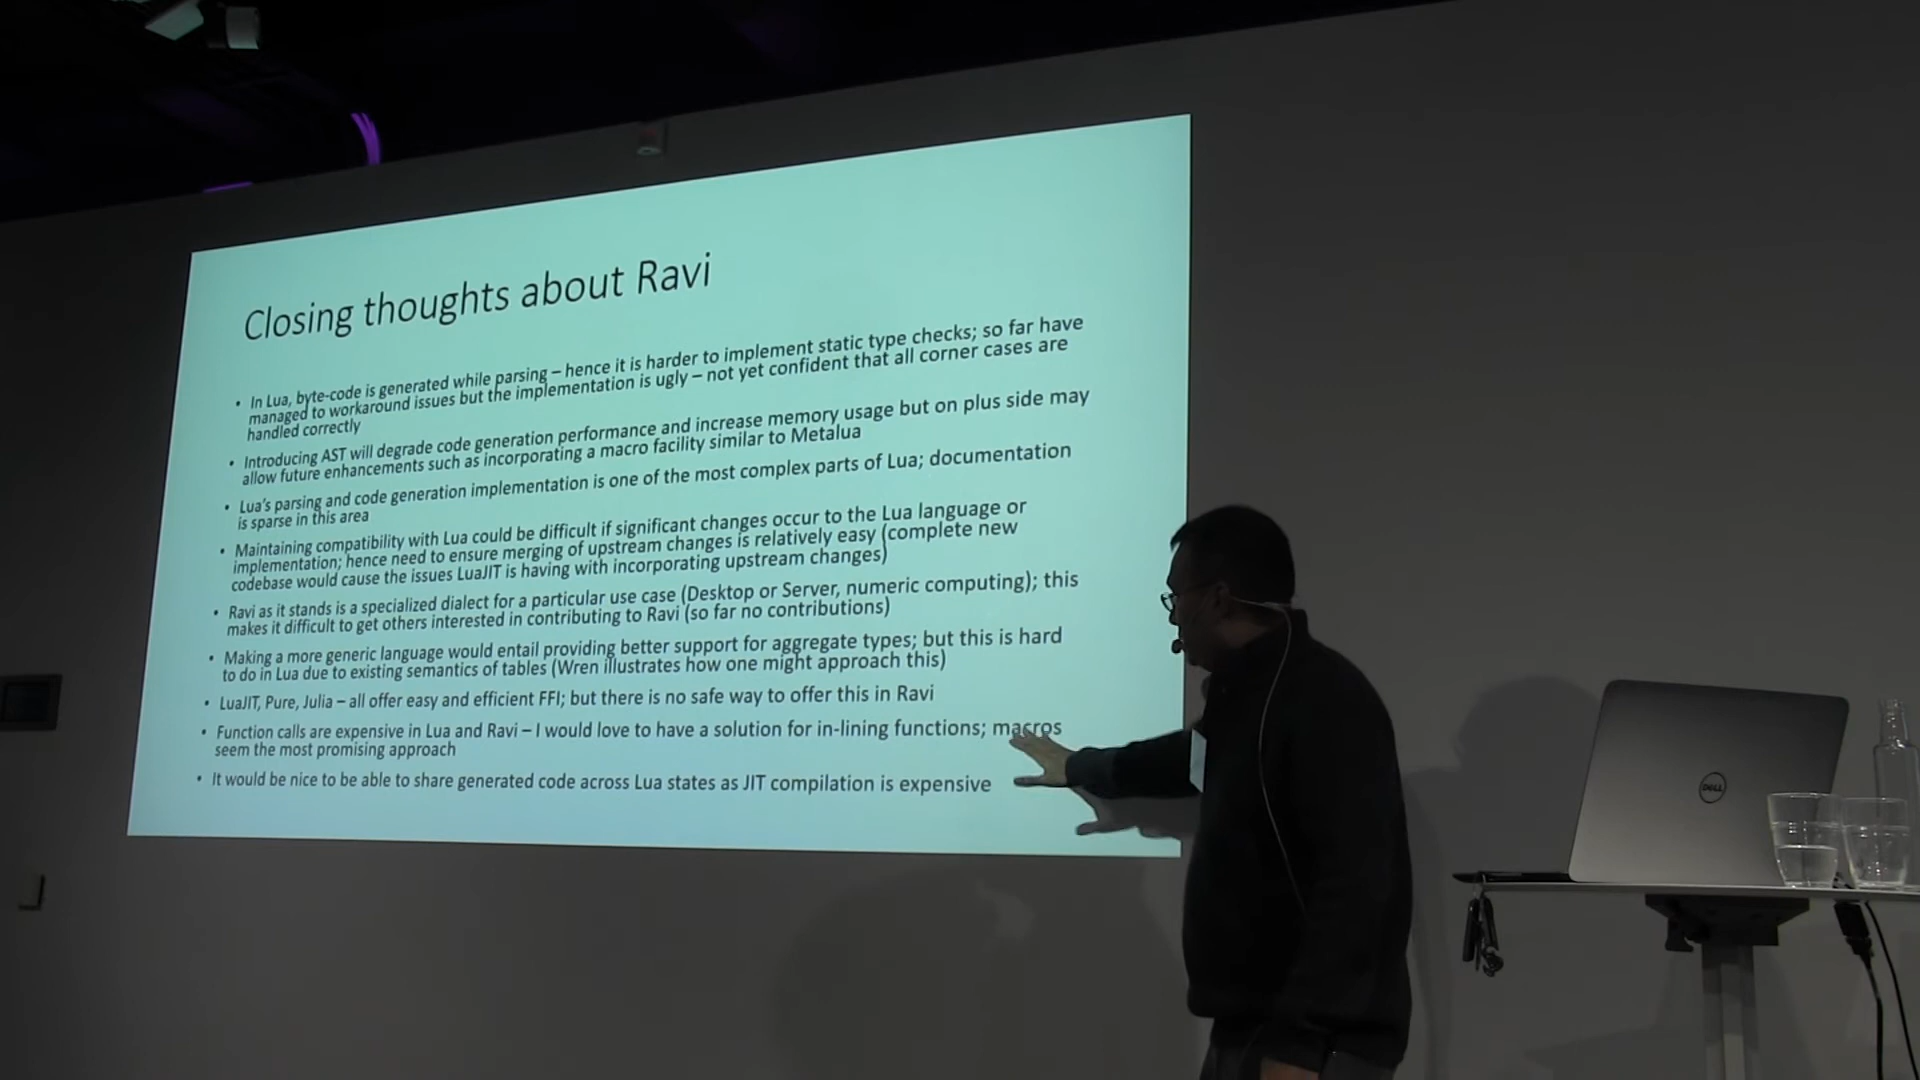 Closing thoughts about Ravi
• In Lua, byte-code is generated while parsing – hence it is harder to implement static type checks; so far have
managed to workaround issues but the implementation is ugly – not yet confident that all corner cases are
handled correctly
• Introducing AST will degrade code generation performance and increase memory usage but on plus side may
allow future enhancements such as incorporating a macro facility similar to Metalua
• Lua's parsing and code generation implementation is one of the most complex parts of Lua; documentation
is sparse in this area
• Maintaining compatibility with Lua could be difficult if significant changes occur to the Lua language or
implementation; hence need to ensure merging of upstream changes is relatively easy (complete new
codebase would cause the issues LuaJIT is having with incorporating upstream changes)
• Ravi as it stands is a specialized dialect for a particular use case (Desktop or Server, numeric computing); this
makes it difficult to get others interested in contributing to Ravi (so far no contributions)
• Making a more generic language would entail providing better support for aggregate types; but this is hard
to do in Lua due to existing semantics of tables (Wren illustrates how one might approach this)
• LuaJIT, Pure, Julia – all offer easy and efficient FFI; but there is no safe way to offer this in Ravi
• Function calls are expensive in Lua and Ravi – I would love to have a solution for in-lining functions; macros
seem the most promising approach
• It would be nice to be able to share generated code across Lua states as JIT compilation is expensive
DELL